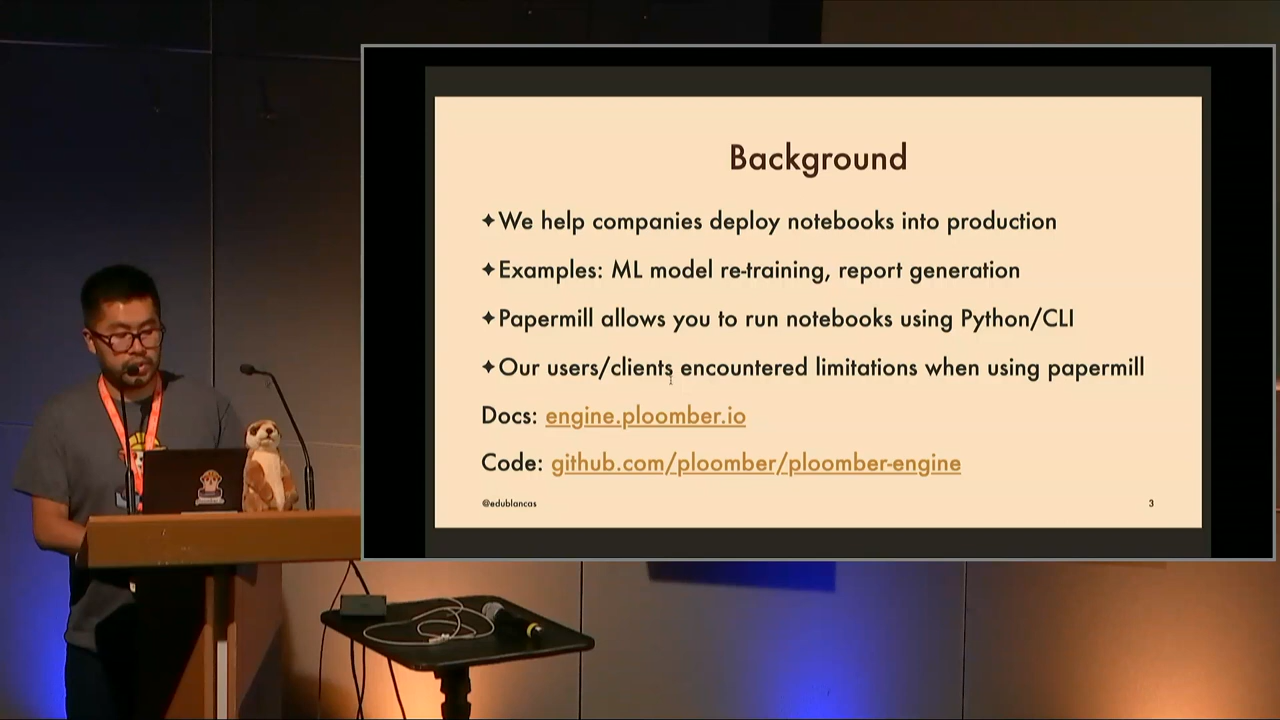 Background
✦We help companies deploy notebooks into production
✦Examples: ML model re-training, report generation
✦Papermill allows you to run notebooks using Python/CLI
✦Our users/clients encountered limitations when using papermill
Docs: engine.ploomber.io
Code: github.com/ploomber/ploomber-engine
@edublancas
3